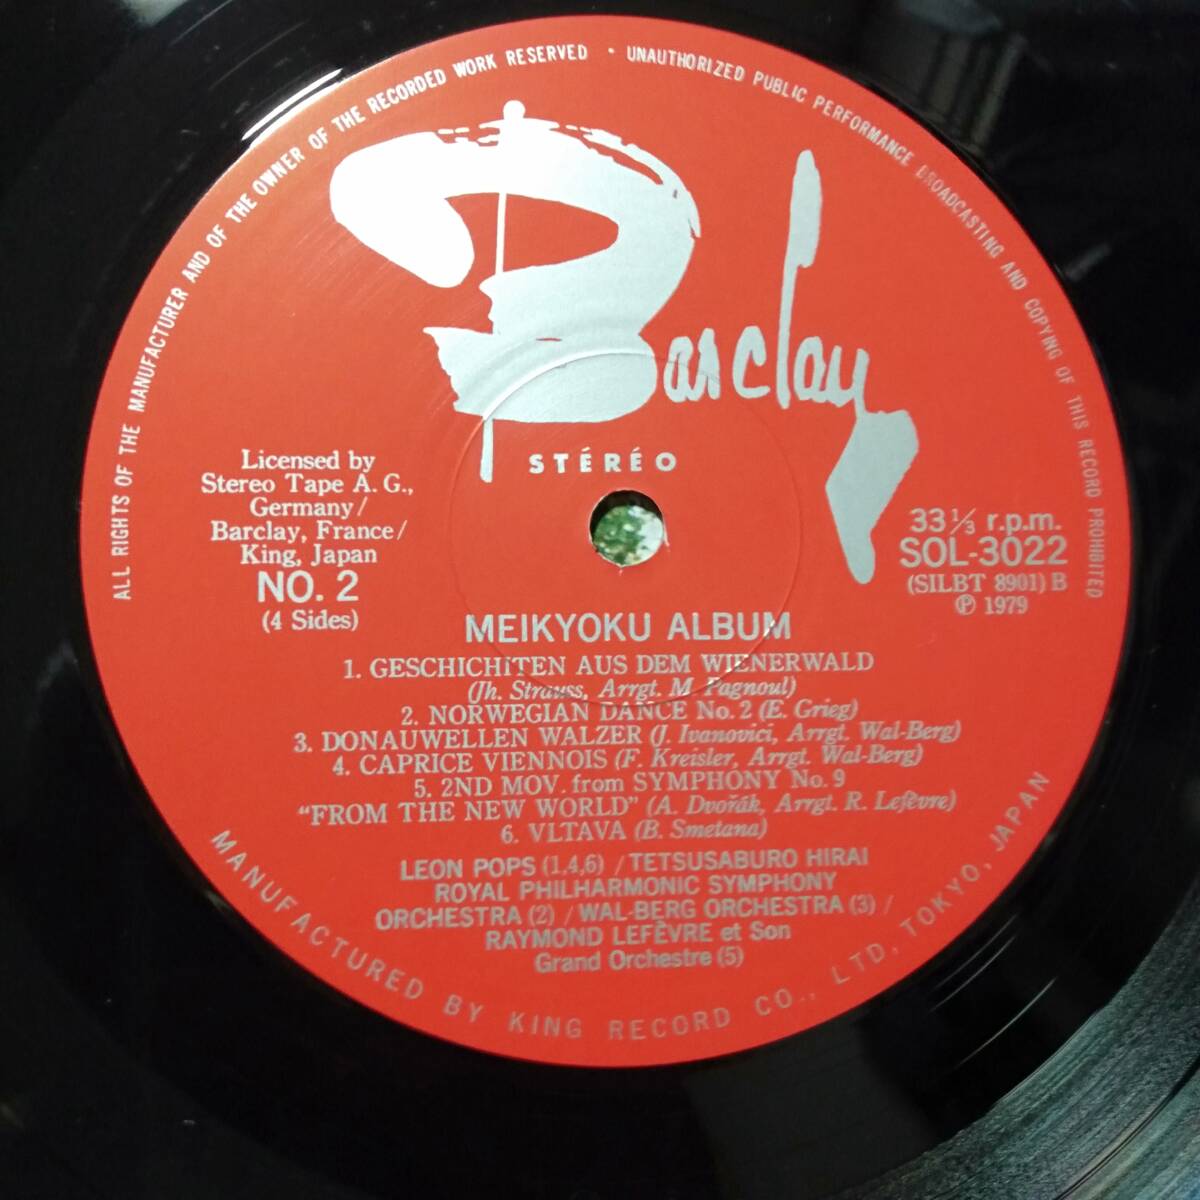 ALL RIGHTS OF THE MANUFACTURER AND OF THE OWNER OF THE RECORDED WORK RESERVED • UNAUTHORIZED PUBLIC PERFORMANCE BROADCASTING AND COPYING OF THIS RECORD PROHIBITED
Barclay
STÉRÉO
Licensed by
Stereo Tape A. G.,
Germany/
Barclay, France/
King, Japan
NO. 2
(4 Sides)
33 1/3 r.p.m.
SOL-3022
(SILBT 8901) B
℗ 1979
MEIKYOKU ALBUM
1. GESCHICHiTEN AUS DEM WIENERWALD
(Jh. Strauss, Arrgt. M. Pagnoul)
2. NORWEGIAN DANCE No. 2 (E. Grieg)
3. DONAUWELLEN WALZER (J. Ivanovici, Arrgt. Wal-Berg)
4. CAPRICE VIENNOIS (F. Kreisler, Arrgt. Wal-Berg)
5. 2ND MOV. from SYMPHONY No. 9
“FROM THE NEW WORLD” (A. Dvořák, Arrgt. R. Lefèvre)
6. VLTAVA (B. Smetana)
LEON POPS (1,4,6) / TETSUSABURO HIRAI
ROYAL PHILHARMONIC SYMPHONY
ORCHESTRA (2) / WAL-BERG ORCHESTRA (3) /
RAYMOND LEFÈVRE et Son
Grand Orchestre (5)
MANUFACTURED BY KING RECORD CO., LTD, TOKYO, JAPAN